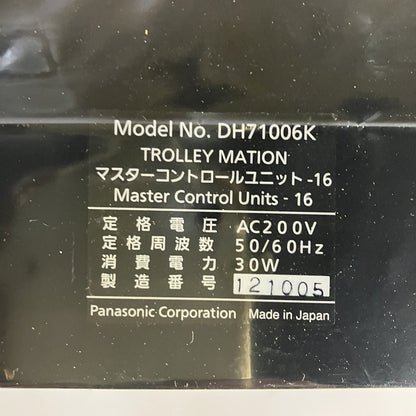 Model No. DH71006K
TROLLEY MATION
マスターコントロールユニット-16
Master Control Units - 16
定格電圧 AC200V
定格周波数 50/60Hz
消費電力 30W
製造番号 121005
Panasonic Corporation Made in Japan